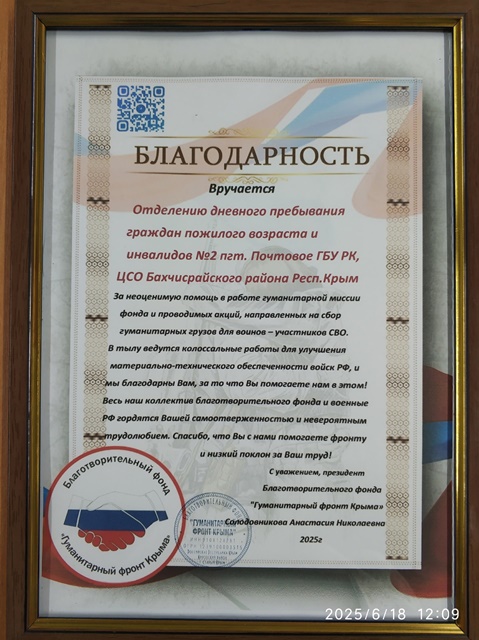 БЛАГОДАРНОСТЬ
Вручается
Отделению дневного пребывания
граждан пожилого возраста и
инвалидов №2 пгт. Почтовое ГБУ РК,
ЦСО Бахчисрайского района Респ.Крым
За неоценимую помощь в работе гуманитарной миссии
фонда и проводимых акций, направленных на сбор
гуманитарных грузов для воинов – участников СВО.
В тылу ведутся колоссальные работы для улучшения
материально-технического обеспеченности войск РФ, и
мы благодарны Вам, за то что Вы помогаете нам в этом!
Весь наш коллектив благотворительного фонда и военные
РФ гордятся Вашей самоотверженностью и невероятным
трудолюбием. Спасибо, что Вы с нами помогаете фронту
и низкий поклон за Ваш труд!
С уважением, президент
Благотворительного фонда
"Гуманитарный фронт Крыма»
Солодовникова Анастасия Николаевна
2025г
Благотворительный фонд
«Гуманитарный фронт Крыма»
"ГУМАНИТАРНЫЙ
ФРОНТ КРЫМА"
2025/6/18 12:09